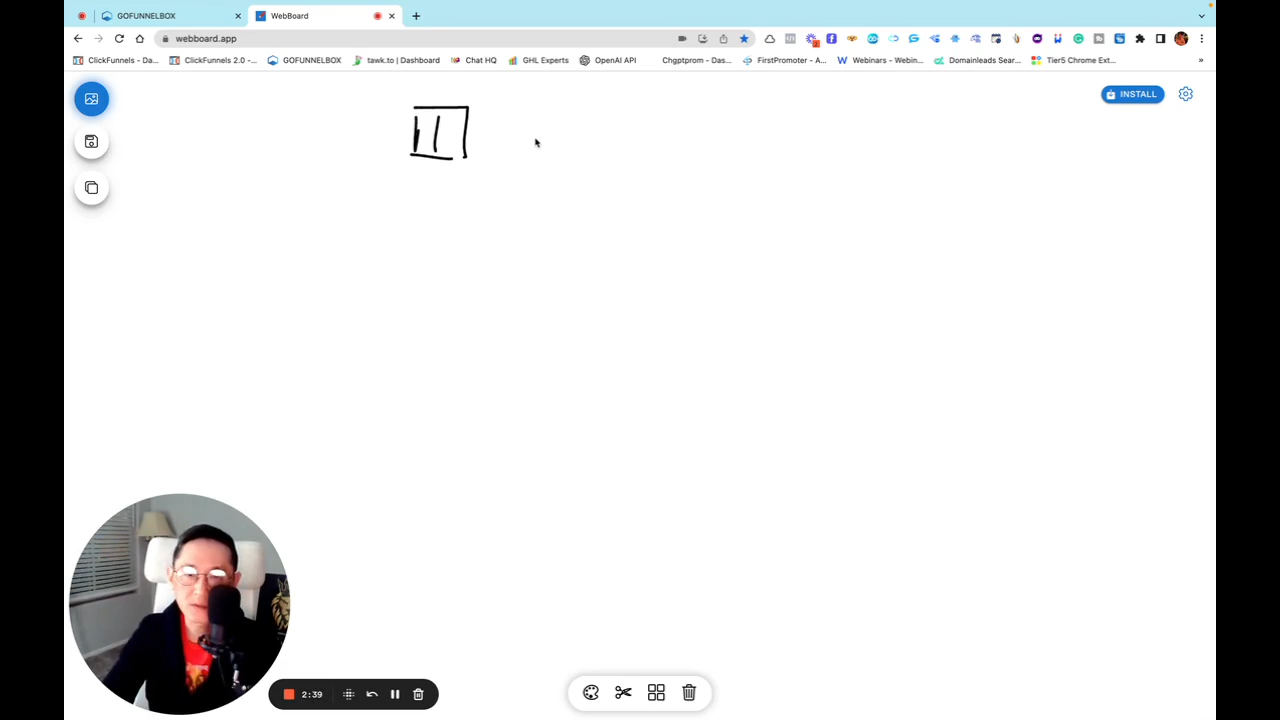 GOFUNNELBOX
WebBoard
webboard.app
ClickFunnels - Da...
ClickFunnels 2.0 -...
GOFUNNELBOX
tawk.to | Dashboard
Chat HQ
GHL Experts
OpenAI API
Chgptprom - Das...
FirstPromoter - A...
Webinars - Webin...
Domainleads Sear...
Tier5 Chrome Ext...
»
INSTALL
2:39